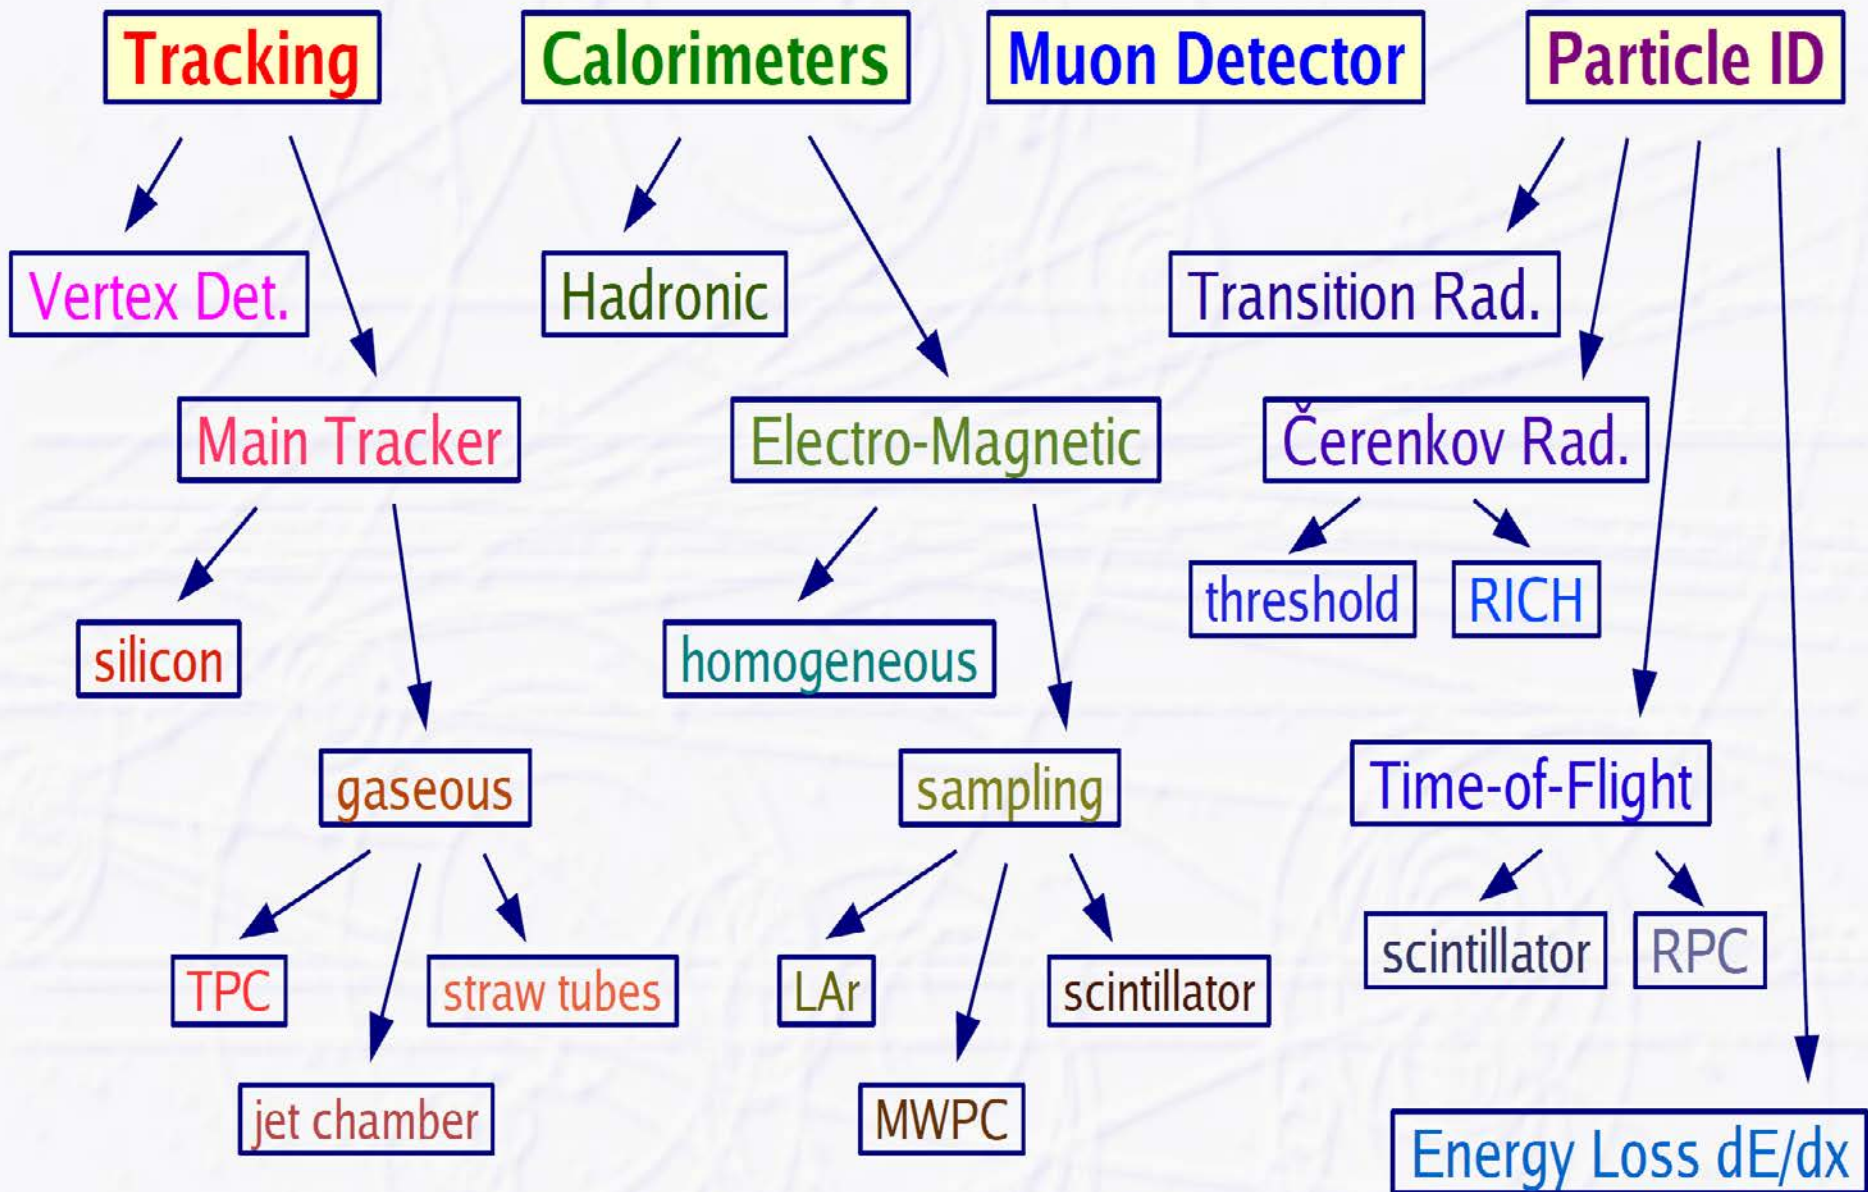 Tracking
Calorimeters
Muon Detector
Particle ID
Vertex Det.
Hadronic
Transition Rad.
Main Tracker
Electro-Magnetic
Čerenkov Rad.
threshold
RICH
silicon
homogeneous
gaseous
sampling
Time-of-Flight
scintillator
RPC
TPC
straw tubes
LAr
scintillator
jet chamber
MWPC
Energy Loss dE/dx